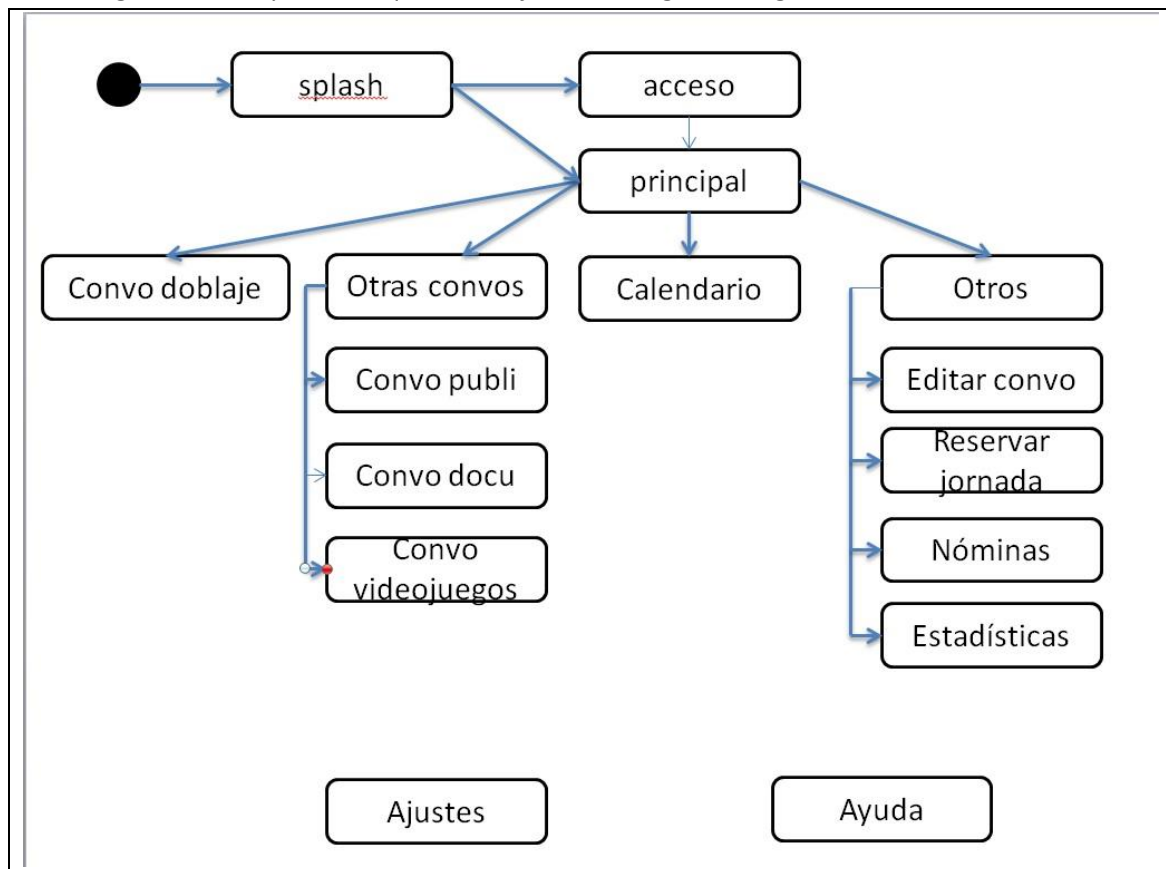 splash
acceso
principal
Convo doblaje
Otras convos
Calendario
Otros
Convo publi
Editar convo
Convo docu
Reservar
jornada
Convo
videojuegos
Nóminas
Estadísticas
Ajustes
Ayuda